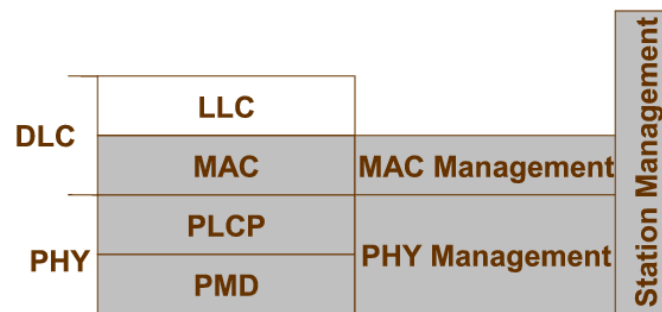 LLC
DLC
MAC
MAC Management
PLCP
PHY
PHY Management
PMD
Station Management